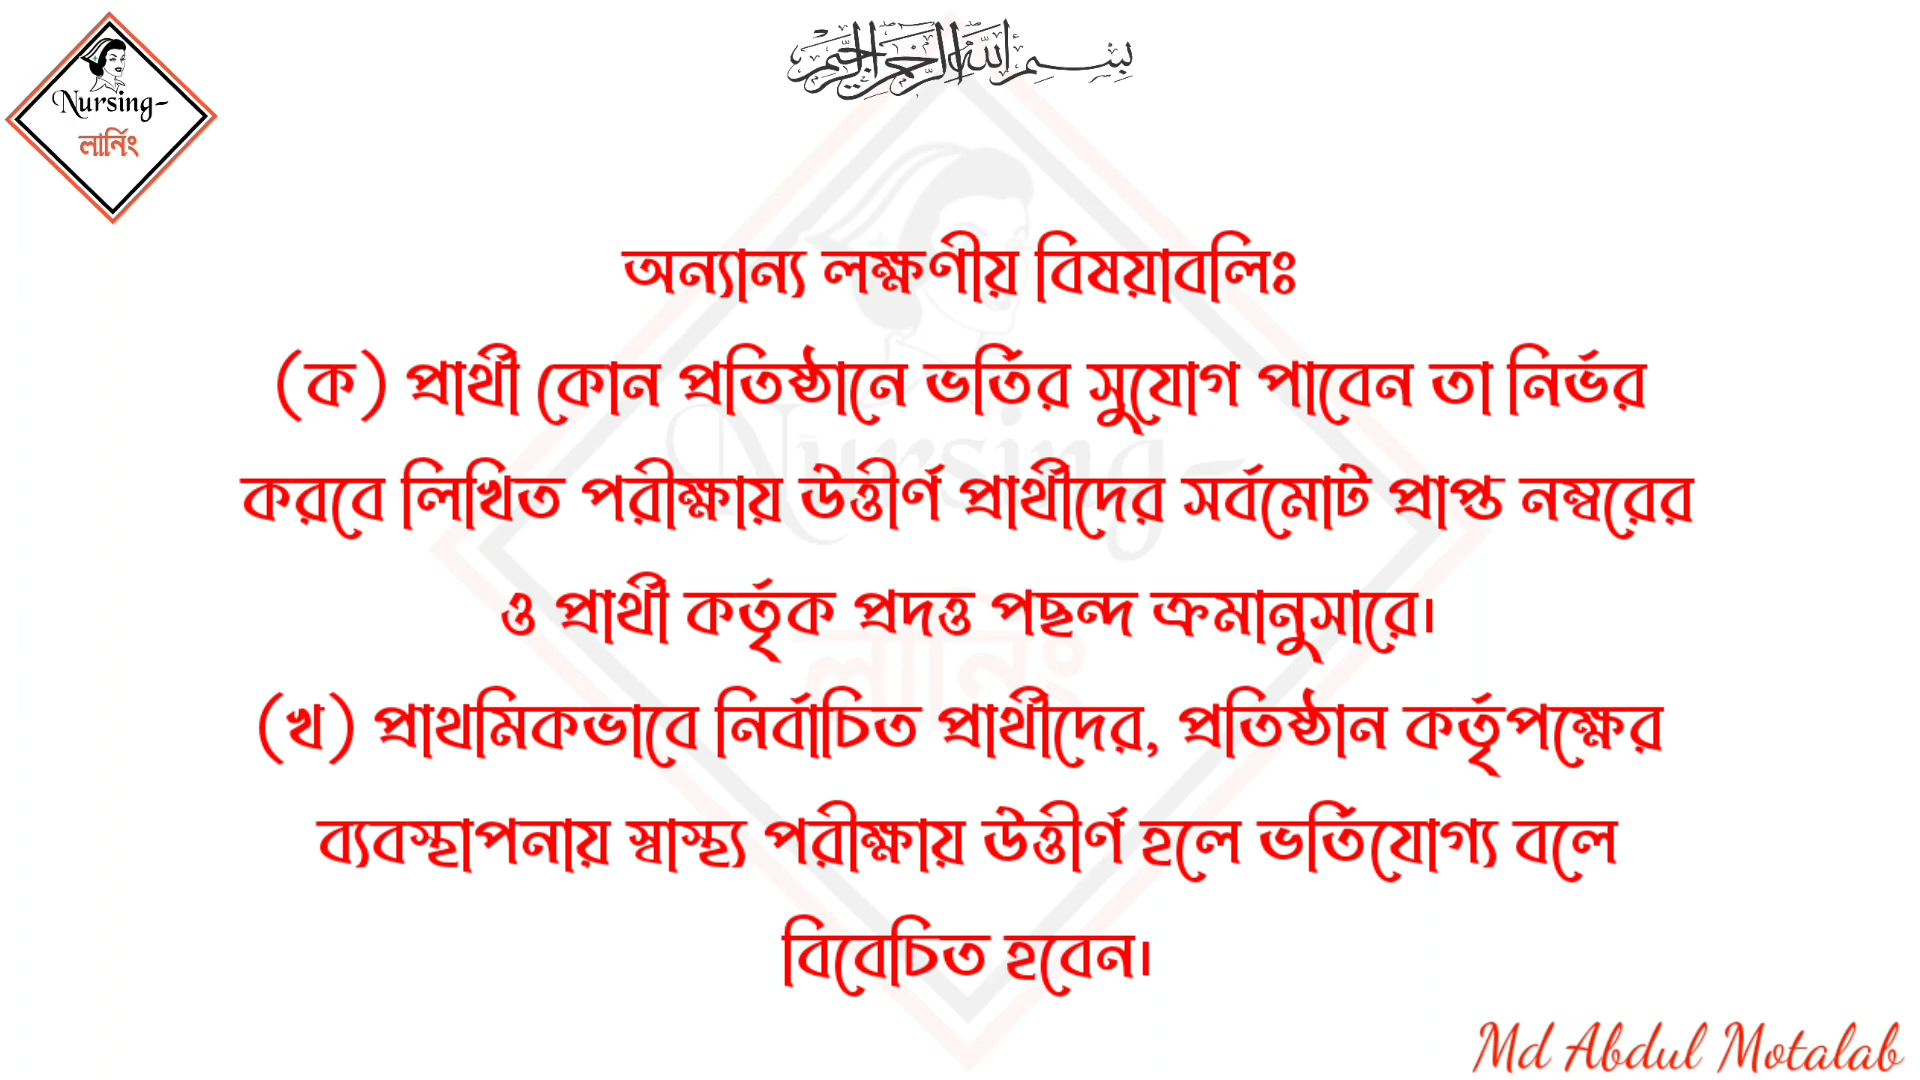 بسم الله الرحمن الرحيم
Nursing-
লার্নিং
অন্যান্য লক্ষণীয় বিষয়াবলিঃ
(ক) প্রার্থী কোন প্রতিষ্ঠানে ভর্তির সুযোগ পাবেন তা নির্ভর
করবে লিখিত পরীক্ষায় উত্তীর্ণ প্রার্থীদের সর্বমোট প্রাপ্ত নম্বরের
ও প্রার্থী কর্তৃক প্রদত্ত পছন্দ ক্রমানুসারে।
(খ) প্রাথমিকভাবে নির্বাচিত প্রার্থীদের, প্রতিষ্ঠান কর্তৃপক্ষের
ব্যবস্থাপনায় স্বাস্থ্য পরীক্ষায় উত্তীর্ণ হলে ভর্তিযোগ্য বলে
বিবেচিত হবেন।
Nursing-
লার্নিং
Md Abdul Motalab